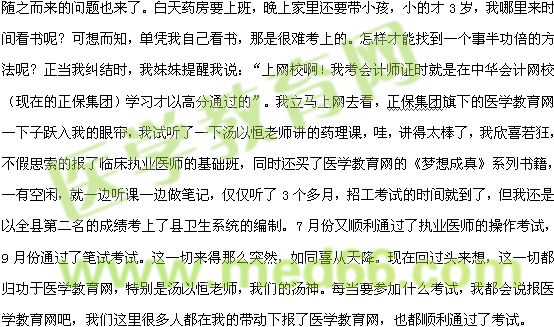 随之而来的问题也来了。白天药房要上班，晚上家里还要带小孩，小的才 3 岁，我哪里来时
间看书呢？可想而知，单凭我自己看书，那是很难考上的。怎样才能找到一个事半功倍的方
法呢？正当我纠结时，我妹妹提醒我说：“上网校啊！我考会计师证时就是在中华会计网校
（现在的正保集团）学习才以高分通过的”。我立马上网去看，正保集团旗下的医学教育网
一下子跃入我的眼帘，我试听了一下汤以恒老师讲的药理课，哇，讲得太棒了，我欣喜若狂，
不假思索的报了临床执业医师的基础班，同时还买了医学教育网的《梦想成真》系列书籍，
一有空闲，就一边听课一边做笔记，仅仅听了 3 个多月，招工考试的时间就到了，但我还是
以全县第二名的成绩考上了县卫生系统的编制。7 月份又顺利通过了执业医师的操作考试，
9 月份通过了笔试考试。这一切来得那么突然，如同喜从天降。现在回过头来想，这一切都
归功于医学教育网，特别是汤以恒老师，我们的汤神。每当要参加什么考试，我都会说报医
学教育网吧，我们这里很多人都在我的带动下报了医学教育网，也都顺利通过了考试。
医学教育网
www.med66.com